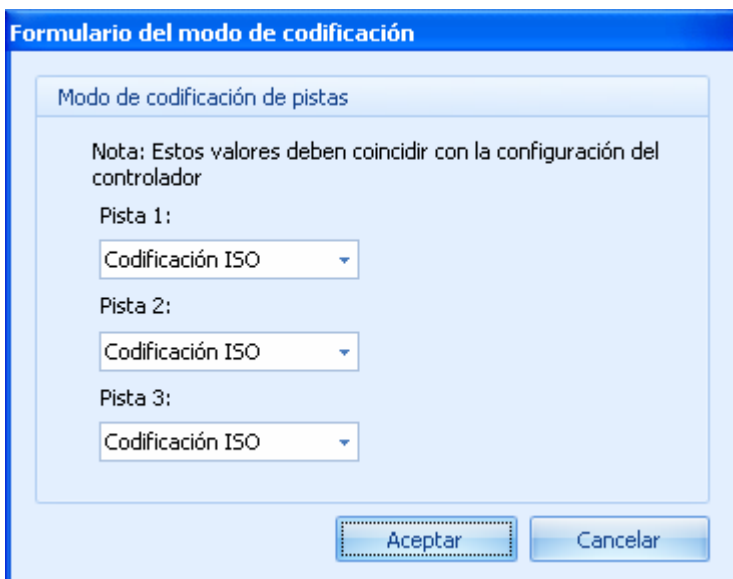 Formulario del modo de codificación
Modo de codificación de pistas
Nota: Estos valores deben coincidir con la configuración del
controlador
Pista 1:
Codificación ISO
Pista 2:
Codificación ISO
Pista 3:
Codificación ISO
Aceptar
Cancelar